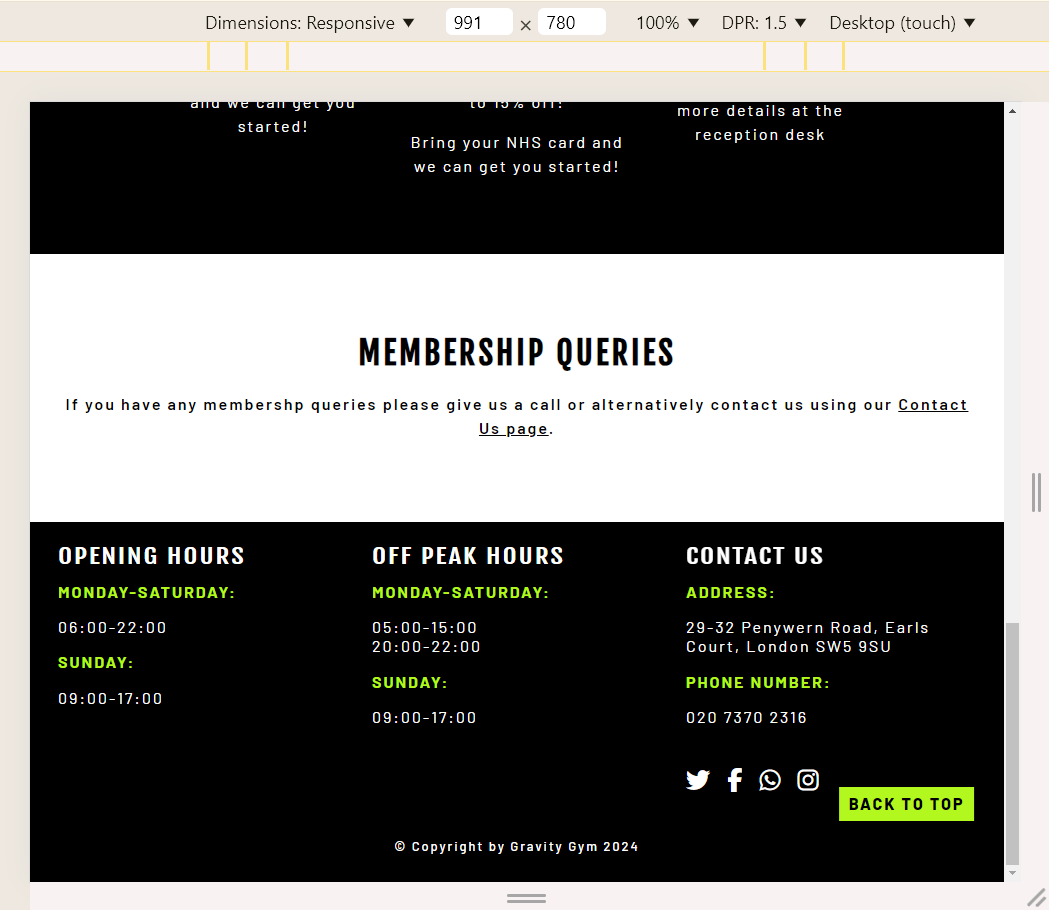 Dimensions: Responsive ▼ 991 × 780 100% ▼ DPR: 1.5 ▼ Desktop (touch) ▼
and we can get you
started!
to 15% off!
Bring your NHS card and
we can get you started!
more details at the
reception desk
MEMBERSHIP QUERIES
If you have any membershp queries please give us a call or alternatively contact us using our Contact
Us page.
OPENING HOURS
MONDAY-SATURDAY:
06:00-22:00
SUNDAY:
09:00-17:00
OFF PEAK HOURS
MONDAY-SATURDAY:
05:00-15:00
20:00-22:00
SUNDAY:
09:00-17:00
CONTACT US
ADDRESS:
29-32 Penywern Road, Earls
Court, London SW5 9SU
PHONE NUMBER:
020 7370 2316
BACK TO TOP
© Copyright by Gravity Gym 2024